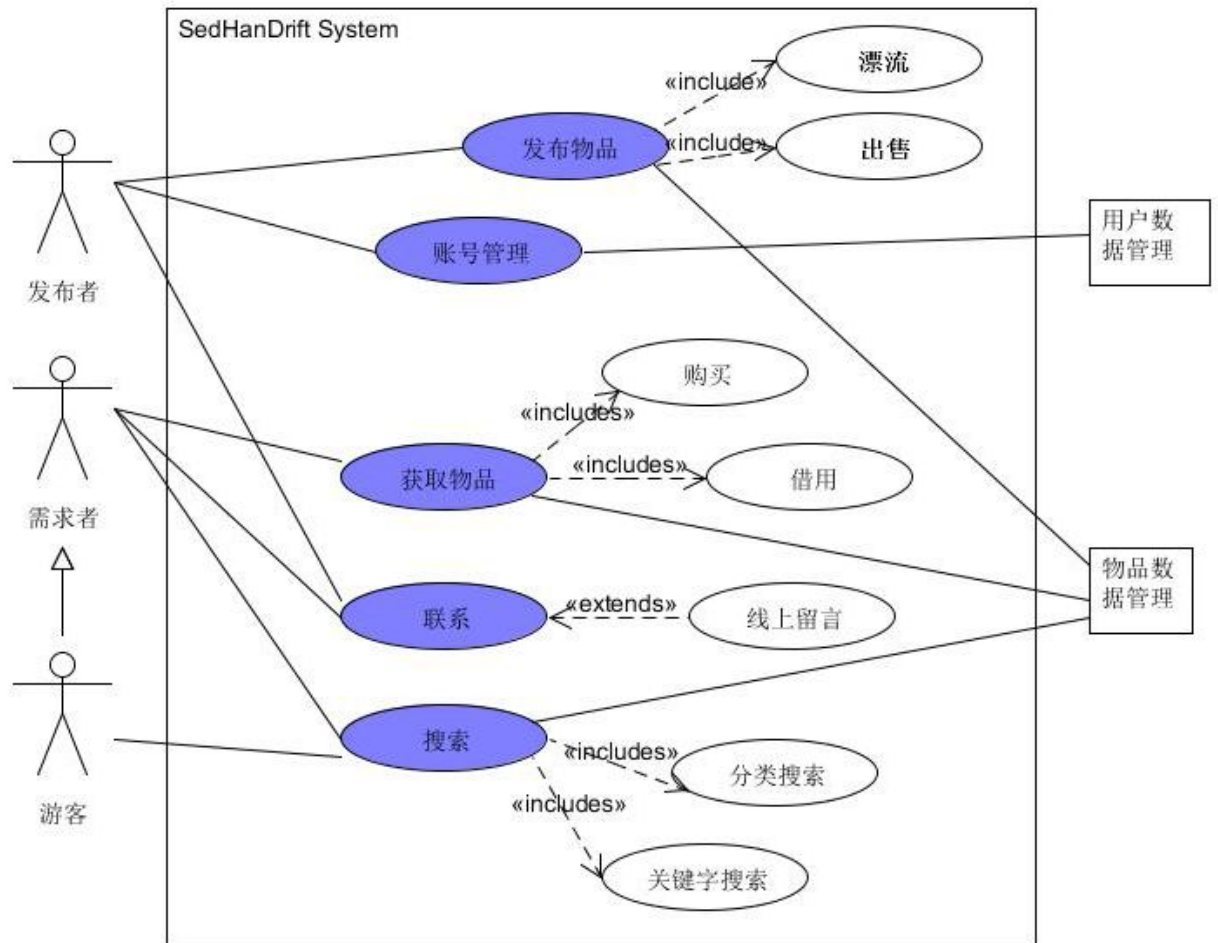 SedHanDrift System
漂流
«include»
发布物品
«include»
出售
账号管理
用户数
据管理
发布者
购买
«includes»
获取物品
«includes»
借用
需求者
物品数
据管理
联系
«extends»
线上留言
搜索
«includes»
分类搜索
«includes»
游客
关键字搜索